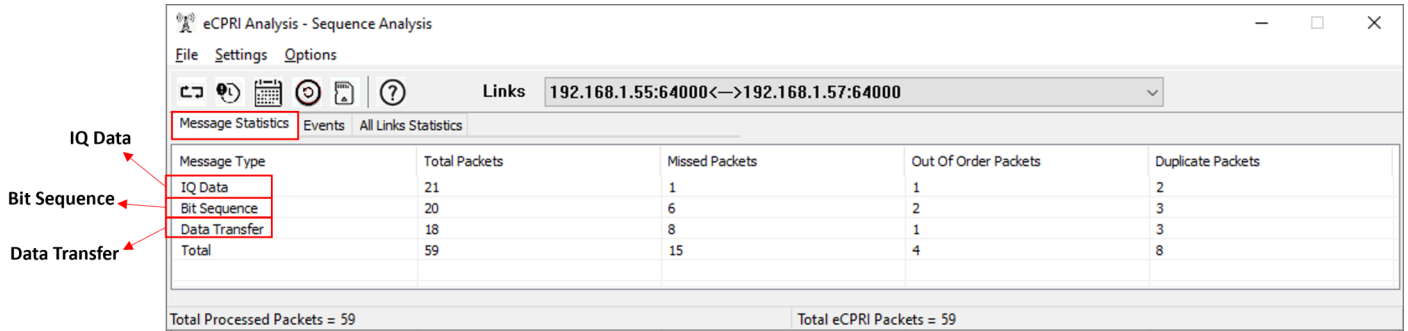 eCPRI Analysis - Sequence Analysis
File Settings Options
Links 192.168.1.55:64000<-->192.168.1.57:64000
Message Statistics Events All Links Statistics
IQ Data
Message Type Total Packets Missed Packets Out Of Order Packets Duplicate Packets
IQ Data 21 1 1 2
Bit Sequence
Bit Sequence 20 6 2 3
Data Transfer 18 8 1 3
Data Transfer
Total 59 15 4 8
Total Processed Packets = 59 Total eCPRI Packets = 59